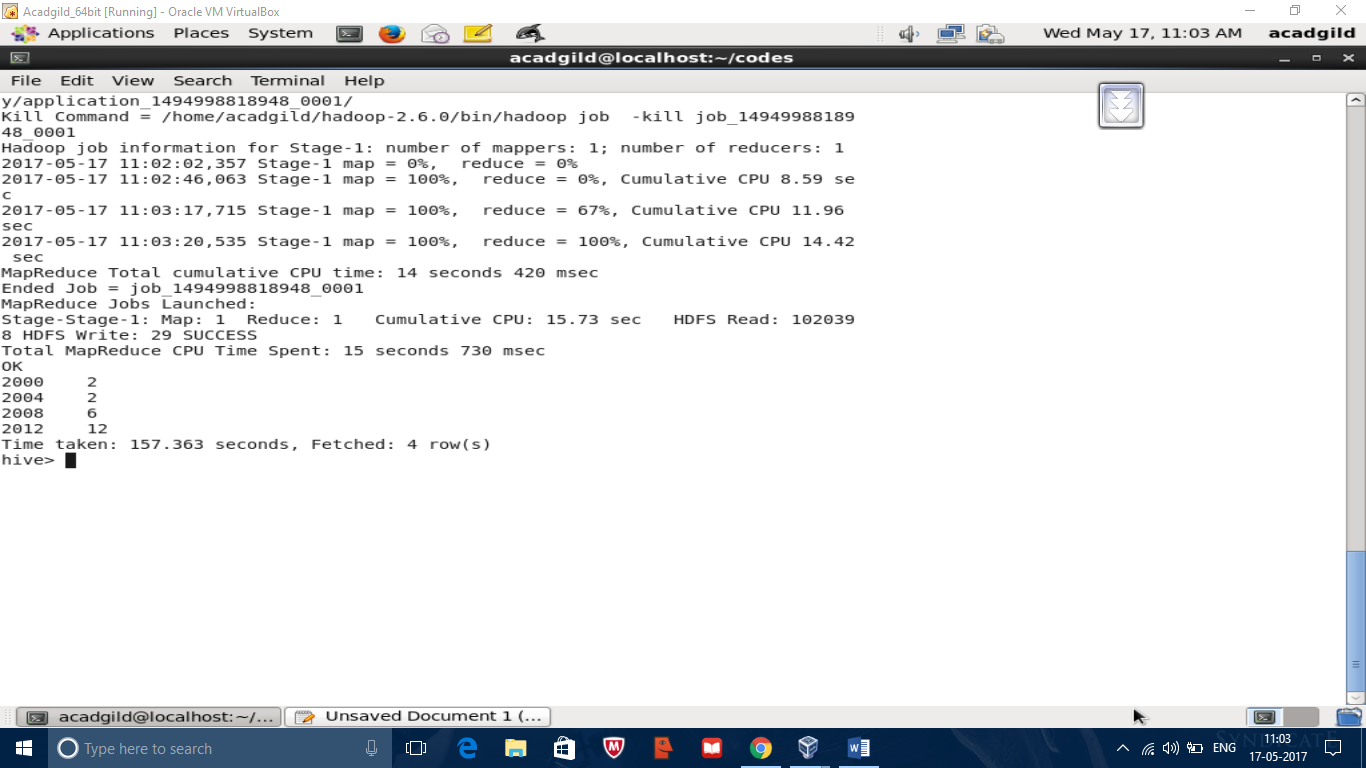 Acadgild_64bit [Running] - Oracle VM VirtualBox
Applications Places System Wed May 17, 11:03 AM acadgild
acadgild@localhost:~/codes
File Edit View Search Terminal Help
y/application_1494998818948_0001/
Kill Command = /home/acadgild/hadoop-2.6.0/bin/hadoop job  -kill job_14949988189
48_0001
Hadoop job information for Stage-1: number of mappers: 1; number of reducers: 1
2017-05-17 11:02:02,357 Stage-1 map = 0%,  reduce = 0%
2017-05-17 11:02:46,063 Stage-1 map = 100%,  reduce = 0%, Cumulative CPU 8.59 se
c
2017-05-17 11:03:17,715 Stage-1 map = 100%,  reduce = 67%, Cumulative CPU 11.96
sec
2017-05-17 11:03:20,535 Stage-1 map = 100%,  reduce = 100%, Cumulative CPU 14.42
 sec
MapReduce Total cumulative CPU time: 14 seconds 420 msec
Ended Job = job_1494998818948_0001
MapReduce Jobs Launched:
Stage-Stage-1: Map: 1  Reduce: 1   Cumulative CPU: 15.73 sec   HDFS Read: 102039
8 HDFS Write: 29 SUCCESS
Total MapReduce CPU Time Spent: 15 seconds 730 msec
OK
2000    2
2004    2
2008    6
2012    12
Time taken: 157.363 seconds, Fetched: 4 row(s)
hive>
acadgild@localhost:~/... Unsaved Document 1 (...
Type here to search ENG 11:03
17-05-2017